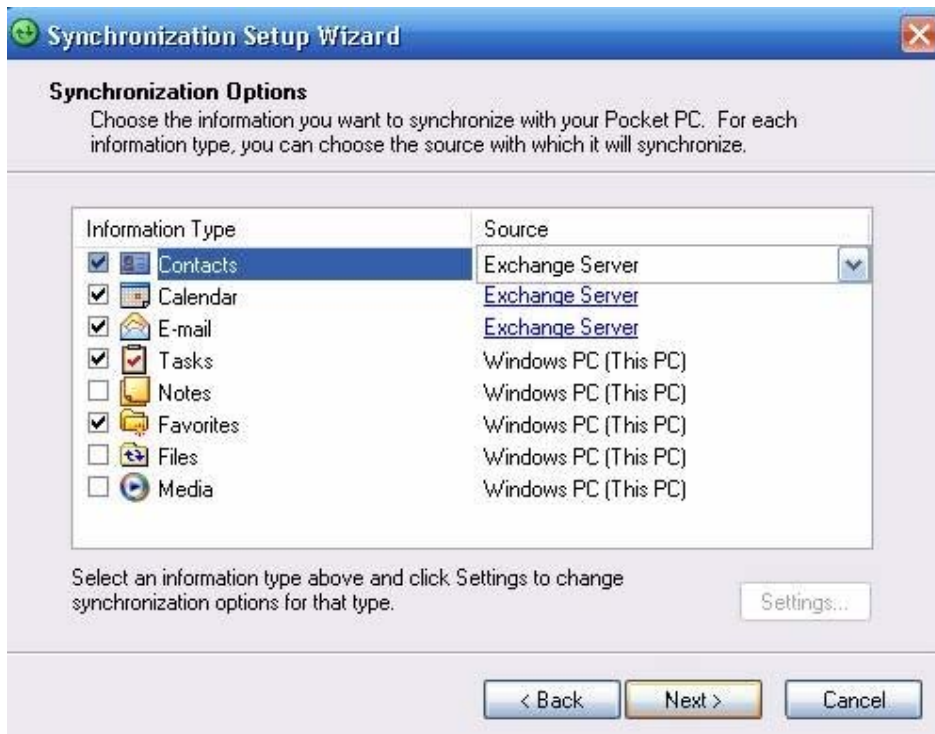 Synchronization Setup Wizard
Synchronization Options
Choose the information you want to synchronize with your Pocket PC. For each
information type, you can choose the source with which it will synchronize.
Information Type Source
Contacts Exchange Server
Calendar Exchange Server
E-mail Exchange Server
Tasks Windows PC (This PC)
Notes Windows PC (This PC)
Favorites Windows PC (This PC)
Files Windows PC (This PC)
Media Windows PC (This PC)
Select an information type above and click Settings to change
synchronization options for that type.
Settings...
< Back Next > Cancel